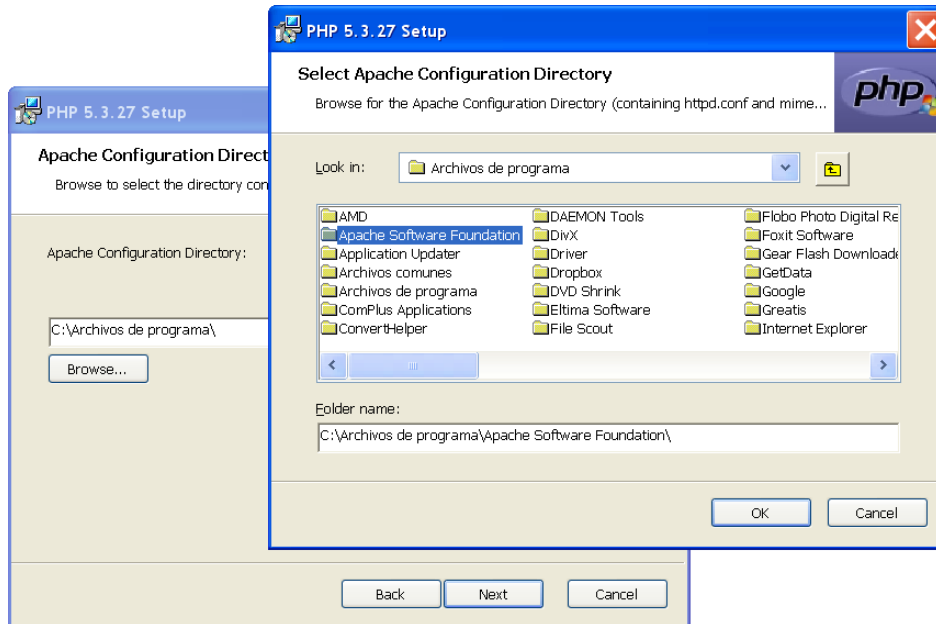 PHP 5.3.27 Setup
Select Apache Configuration Directory
Browse for the Apache Configuration Directory (containing httpd.conf and mime...
php
Look in:
Archivos de programa
AMD
Apache Software Foundation
Application Updater
Archivos comunes
Archivos de programa
ComPlus Applications
ConvertHelper
DAEMON Tools
DivX
Driver
Dropbox
DVD Shrink
Eltima Software
File Scout
Flobo Photo Digital Re
Foxit Software
Gear Flash Downloade
GetData
Google
Greatis
Internet Explorer
Folder name:
C:\Archivos de programa\Apache Software Foundation\
OK
Cancel
PHP 5.3.27 Setup
Apache Configuration Direct
Browse to select the directory con
Apache Configuration Directory:
C:\Archivos de programa\
Browse...
Back
Next
Cancel